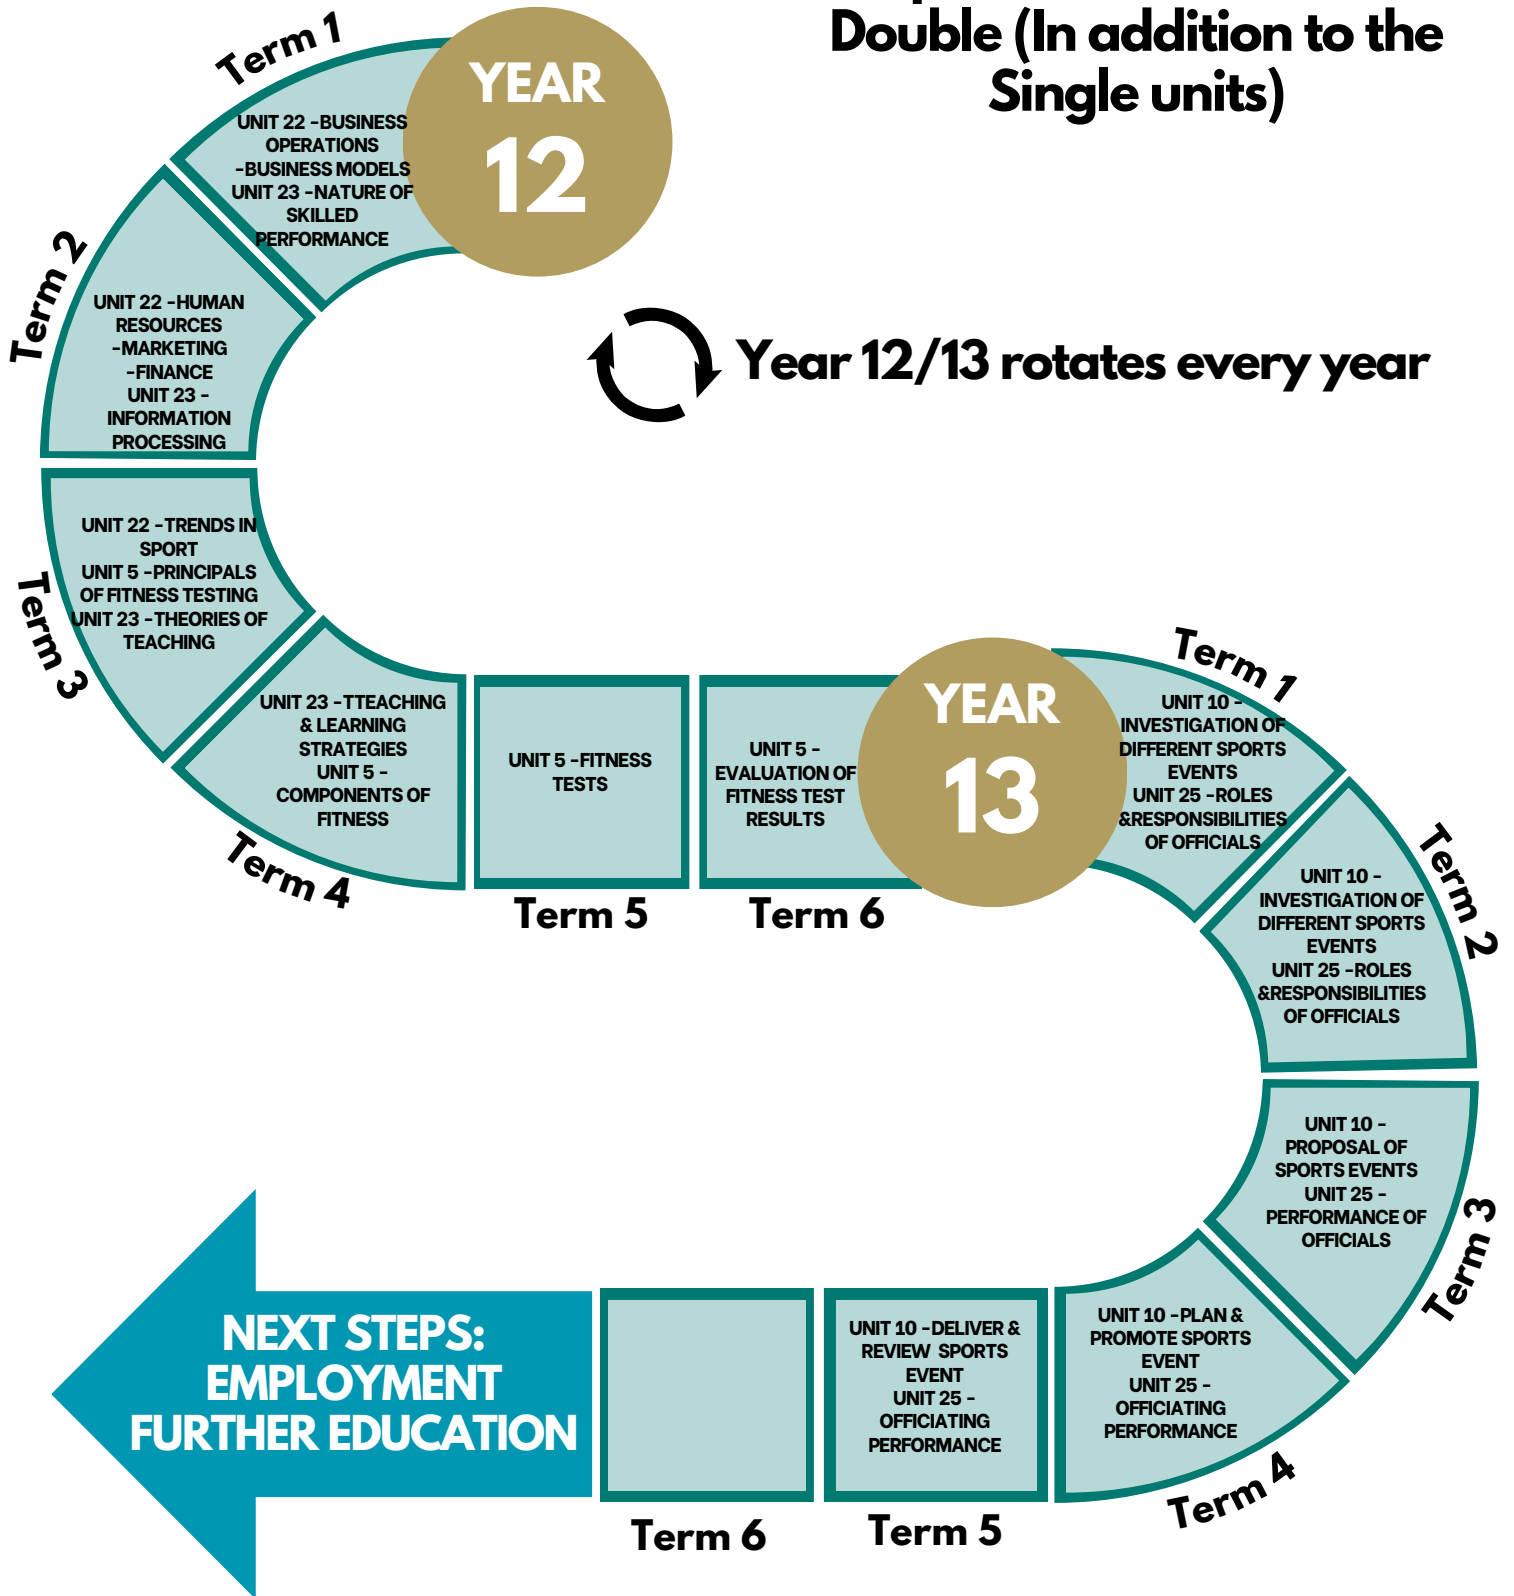 Double (In addition to the
Single units)
YEAR
12
Term 1
UNIT 22 -BUSINESS
OPERATIONS
-BUSINESS MODELS
UNIT 23 -NATURE OF
SKILLED
PERFORMANCE
Term 2
UNIT 22 -HUMAN
RESOURCES
-MARKETING
-FINANCE
UNIT 23 -
INFORMATION
PROCESSING
Year 12/13 rotates every year
Term 3
UNIT 22 -TRENDS IN
SPORT
UNIT 5 -PRINCIPALS
OF FITNESS TESTING
UNIT 23 -THEORIES OF
TEACHING
Term 4
UNIT 23 -TTEACHING
& LEARNING
STRATEGIES
UNIT 5 -
COMPONENTS OF
FITNESS
UNIT 5 -FITNESS
TESTS
Term 5
UNIT 5 -
EVALUATION OF
FITNESS TEST
RESULTS
Term 6
YEAR
13
Term 1
UNIT 10 -
INVESTIGATION OF
DIFFERENT SPORTS
EVENTS
UNIT 25 -ROLES
&RESPONSIBILITIES
OF OFFICIALS
Term 2
UNIT 10 -
INVESTIGATION OF
DIFFERENT SPORTS
EVENTS
UNIT 25 -ROLES
&RESPONSIBILITIES
OF OFFICIALS
Term 3
UNIT 10 -
PROPOSAL OF
SPORTS EVENTS
UNIT 25 -
PERFORMANCE OF
OFFICIALS
Term 4
UNIT 10 -PLAN &
PROMOTE SPORTS
EVENT
UNIT 25 -
OFFICIATING
PERFORMANCE
UNIT 10 -DELIVER &
REVIEW SPORTS
EVENT
UNIT 25 -
OFFICIATING
PERFORMANCE
Term 5
Term 6
NEXT STEPS:
EMPLOYMENT
FURTHER EDUCATION